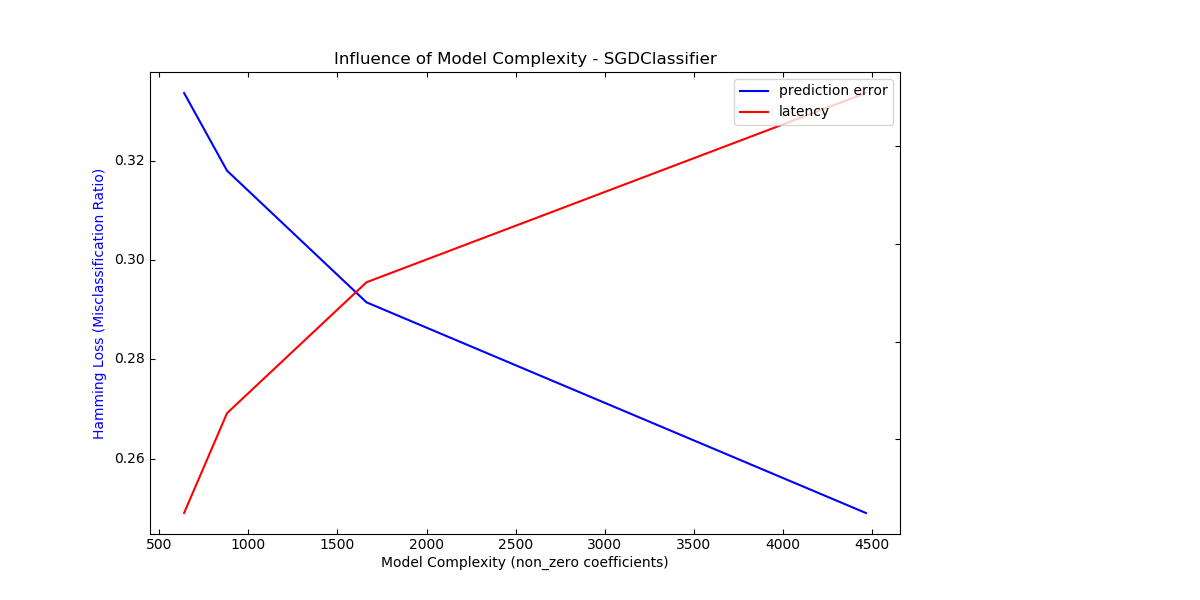 Influence of Model Complexity - SGDClassifier
prediction error
latency
Hamming Loss (Misclassification Ratio)
0.32
0.30
0.28
0.26
500 1000 1500 2000 2500 3000 3500 4000 4500
Model Complexity (non_zero coefficients)